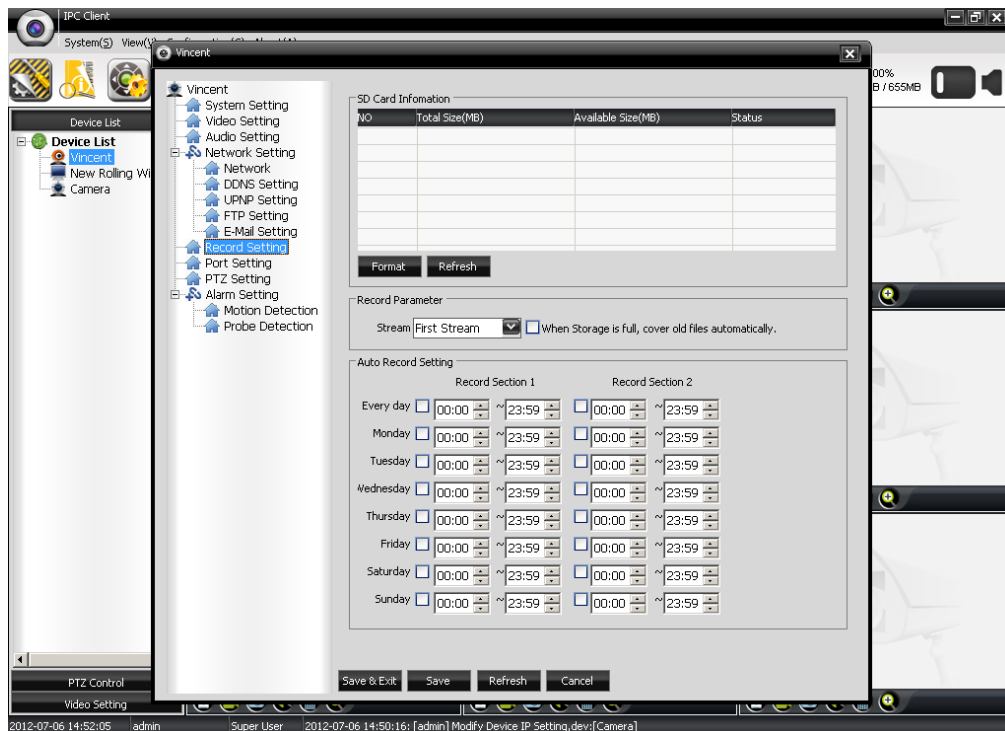 IPC Client
System(S) View(V)
Vincent
00%
B / 655MB
Device List
Device List
Vincent
New Rolling Wi
Camera
PTZ Control
Video Setting
Vincent
System Setting
Video Setting
Audio Setting
Network Setting
Network
DDNS Setting
UPNP Setting
FTP Setting
E-Mail Setting
Record Setting
Port Setting
PTZ Setting
Alarm Setting
Motion Detection
Probe Detection
SD Card Infomation
NO Total Size(MB) Available Size(MB) Status
Format Refresh
Record Parameter
Stream First Stream When Storage is full, cover old files automatically.
Auto Record Setting
Record Section 1 Record Section 2
Every day 00:00 ~ 23:59 00:00 ~ 23:59
Monday 00:00 ~ 23:59 00:00 ~ 23:59
Tuesday 00:00 ~ 23:59 00:00 ~ 23:59
Wednesday 00:00 ~ 23:59 00:00 ~ 23:59
Thursday 00:00 ~ 23:59 00:00 ~ 23:59
Friday 00:00 ~ 23:59 00:00 ~ 23:59
Saturday 00:00 ~ 23:59 00:00 ~ 23:59
Sunday 00:00 ~ 23:59 00:00 ~ 23:59
Save & Exit Save Refresh Cancel
2012-07-06 14:52:05 admin Super User 2012-07-06 14:50:16: [admin] Modify Device IP Setting,dev:[Camera]